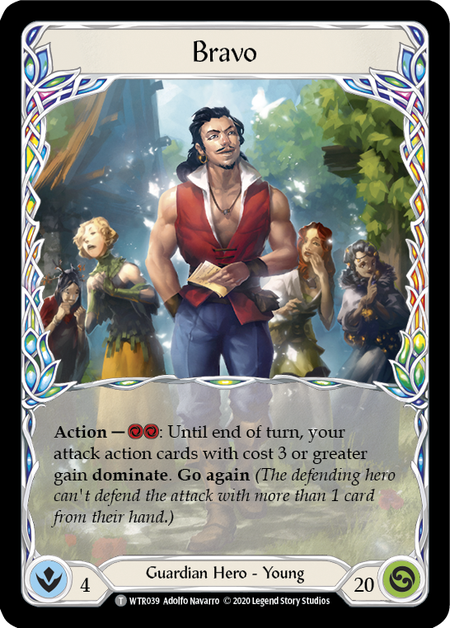 Bravo
Action — : Until end of turn, your
attack action cards with cost 3 or greater
gain dominate. Go again (The defending hero
can't defend the attack with more than 1 card
from their hand.)
4
Guardian Hero - Young
20
T WTR039 Adolfo Navarro © 2020 Legend Story Studios